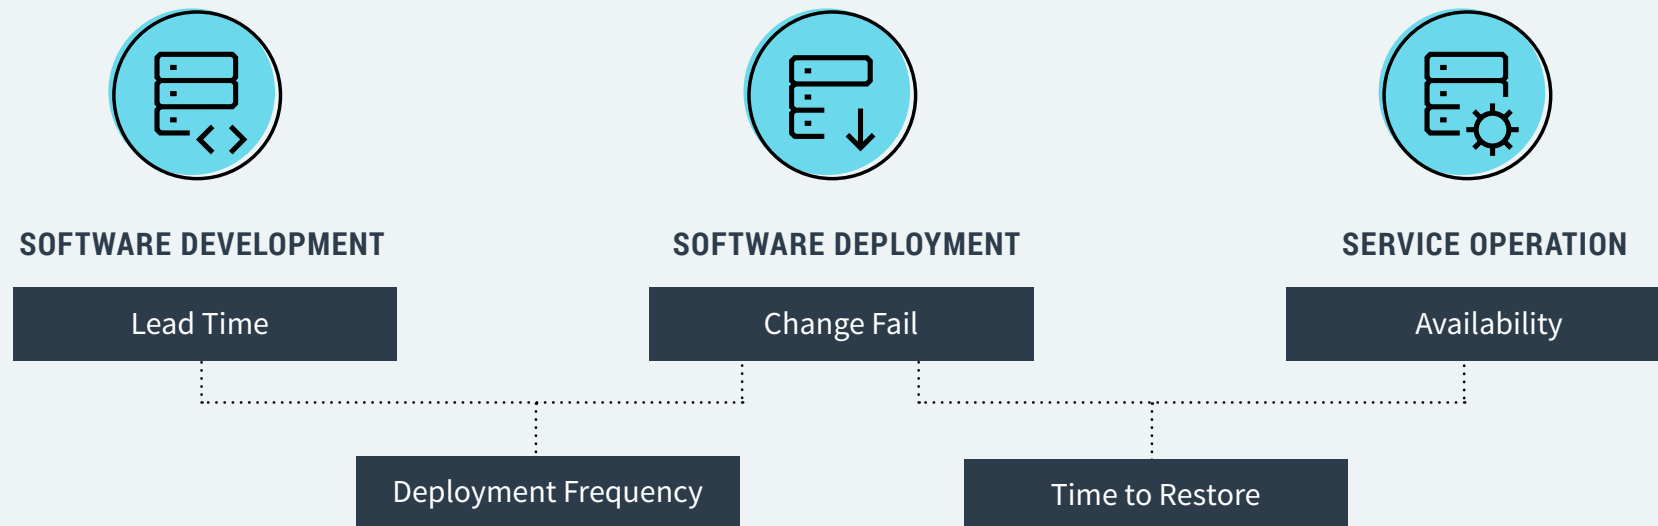 SOFTWARE DEVELOPMENT
SOFTWARE DEPLOYMENT
SERVICE OPERATION
Lead Time
Change Fail
Availability
Deployment Frequency
Time to Restore